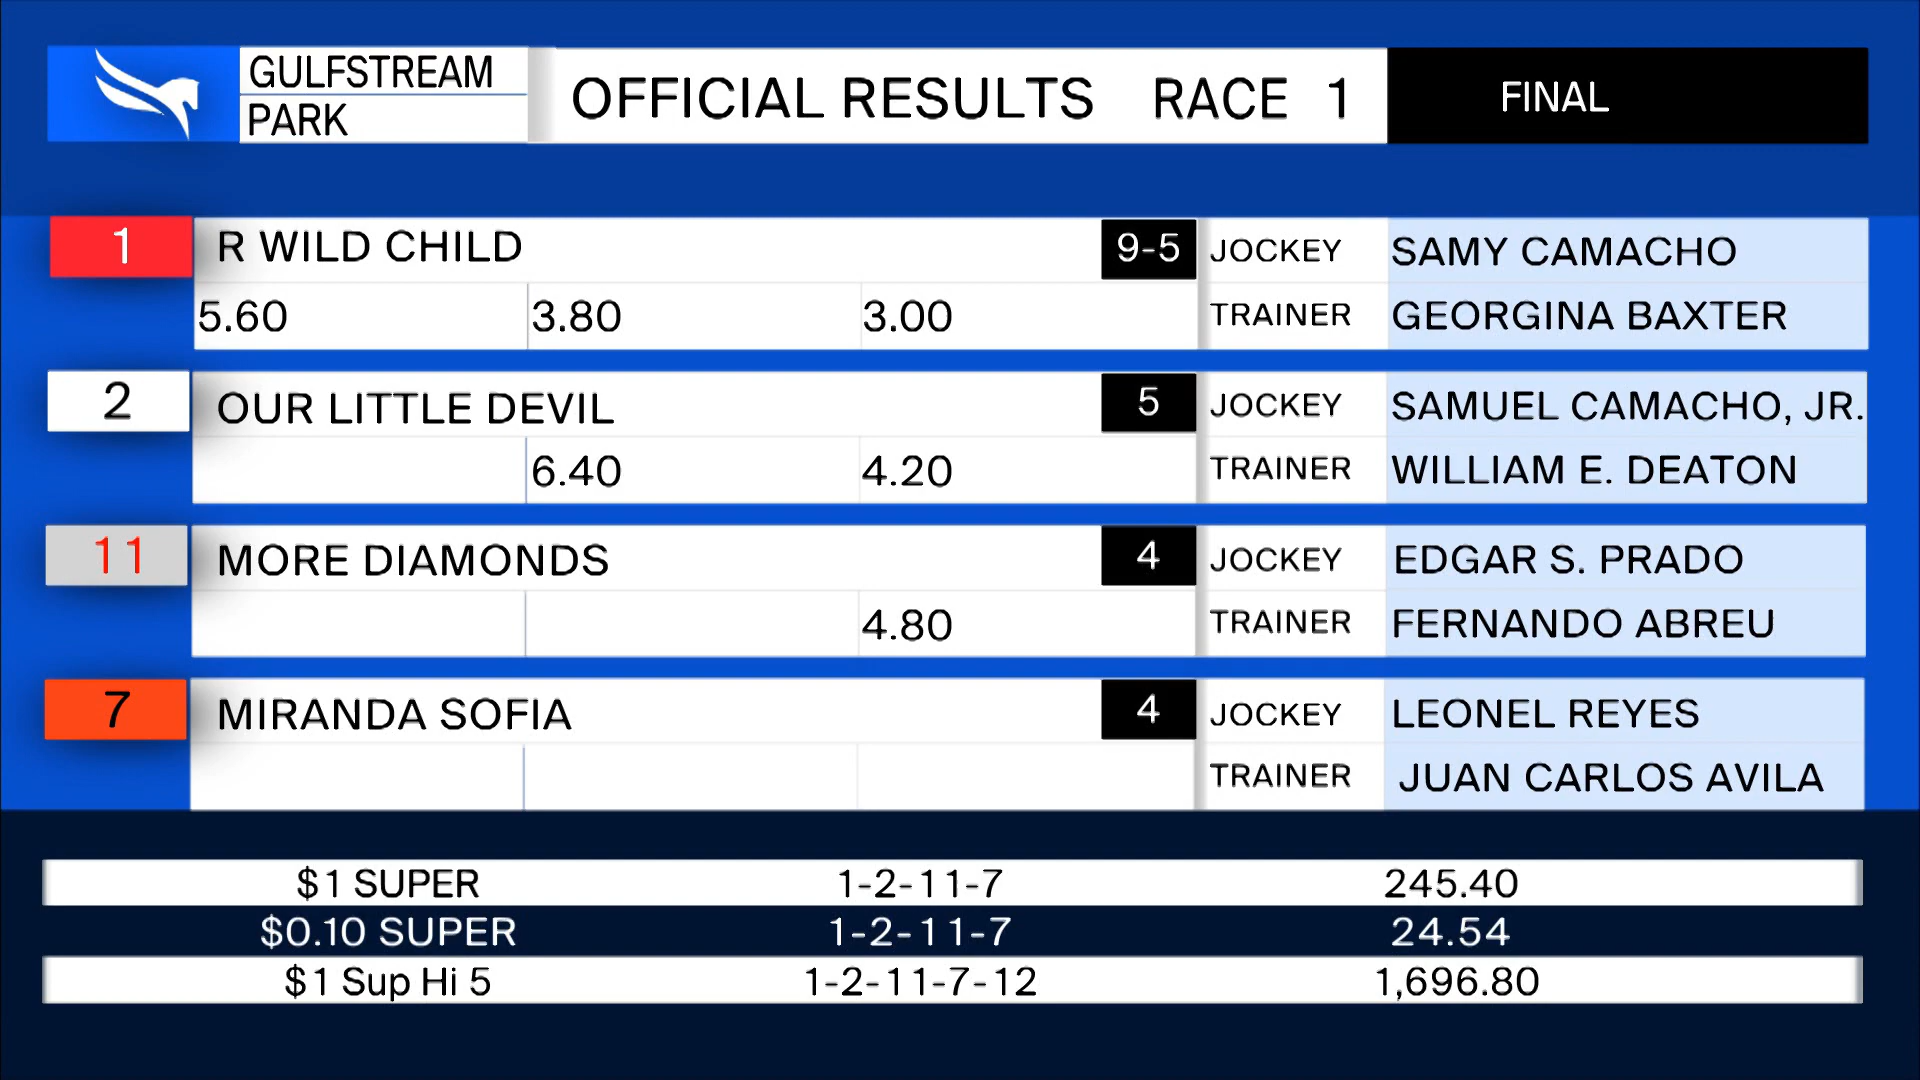 GULFSTREAM
PARK
OFFICIAL RESULTS RACE 1
FINAL
1 R WILD CHILD 9-5 JOCKEY SAMY CAMACHO
5.60 3.80 3.00 TRAINER GEORGINA BAXTER
2 OUR LITTLE DEVIL 5 JOCKEY SAMUEL CAMACHO, JR.
6.40 4.20 TRAINER WILLIAM E. DEATON
11 MORE DIAMONDS 4 JOCKEY EDGAR S. PRADO
4.80 TRAINER FERNANDO ABREU
7 MIRANDA SOFIA 4 JOCKEY LEONEL REYES
TRAINER JUAN CARLOS AVILA
$1 SUPER 1-2-11-7 245.40
$0.10 SUPER 1-2-11-7 24.54
$1 Sup Hi 5 1-2-11-7-12 1,696.80